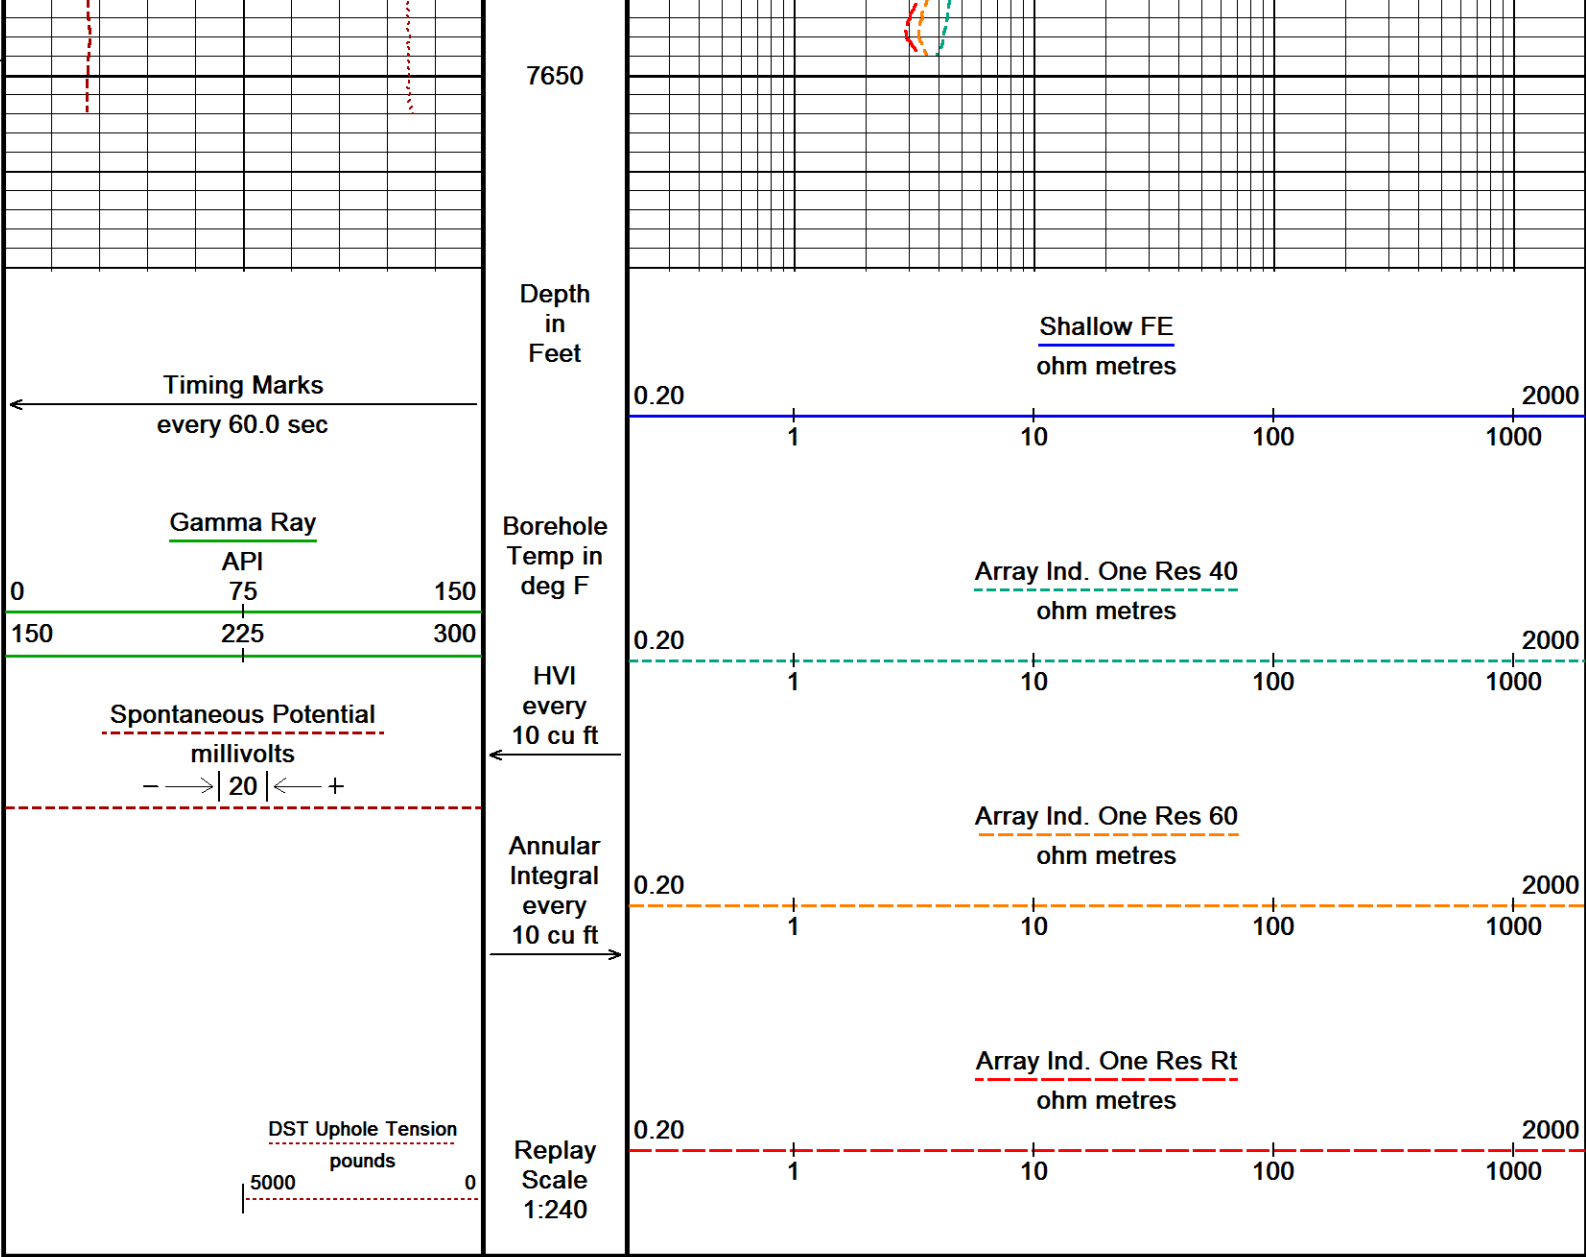 7650
Depth
in
Feet
Timing Marks
every 60.0 sec
Gamma Ray
API
0 75 150
150 225 300
Spontaneous Potential
millivolts
− 20 +
DST Uphole Tension
pounds
5000 0
Borehole
Temp in
deg F
HVI
every
10 cu ft
Annular
Integral
every
10 cu ft
Replay
Scale
1:240
Shallow FE
ohm metres
0.20 2000
1 10 100 1000
Array Ind. One Res 40
ohm metres
0.20 2000
1 10 100 1000
Array Ind. One Res 60
ohm metres
0.20 2000
1 10 100 1000
Array Ind. One Res Rt
ohm metres
0.20 2000
1 10 100 1000